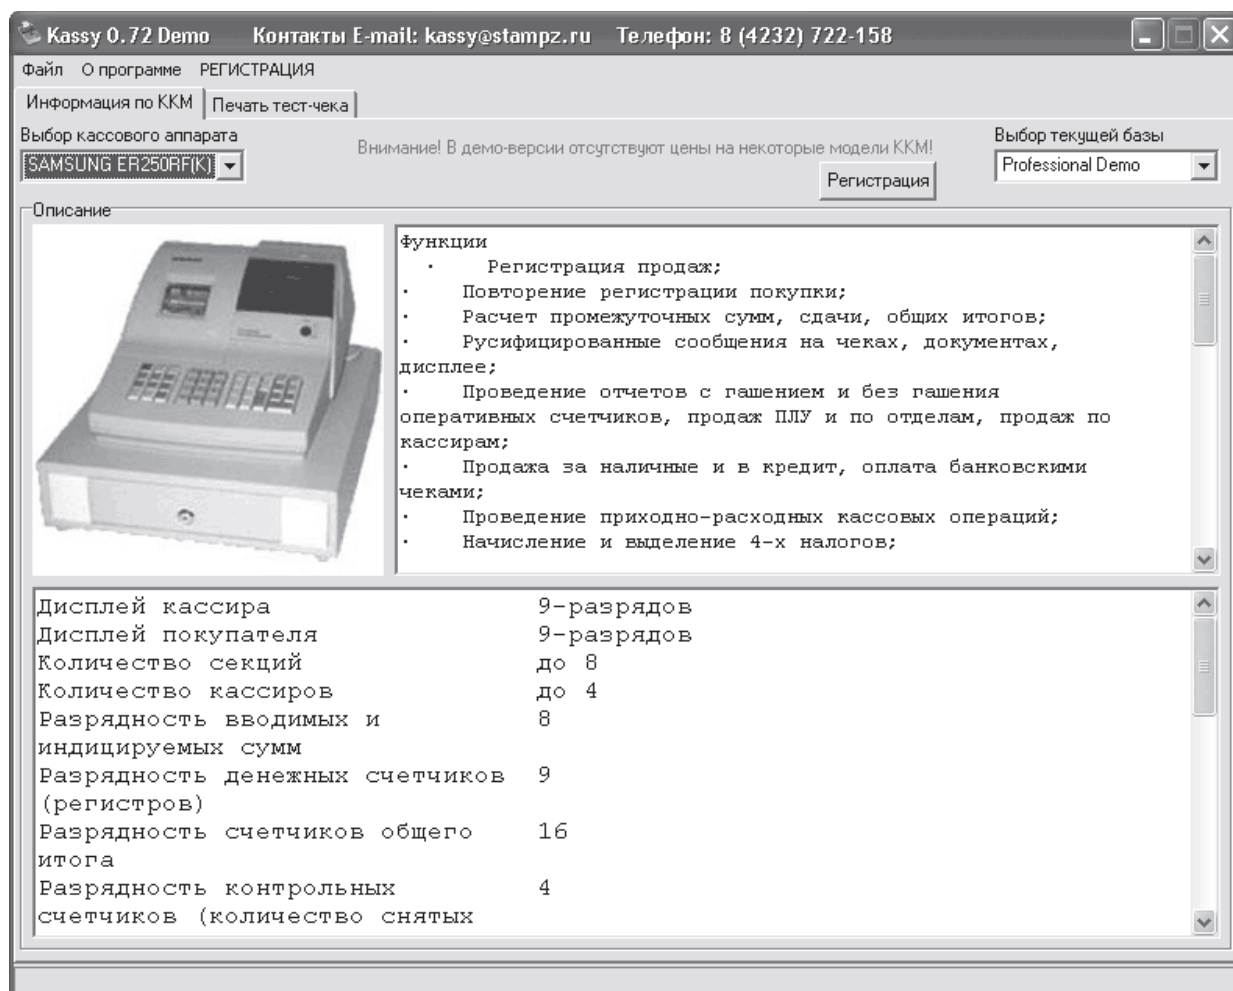 Kassy 0.72 Demo Контакты E-mail: kassy@stampz.ru Телефон: 8 (4232) 722-158
Файл О программе РЕГИСТРАЦИЯ
Информация по ККМ Печать тест-чека
Выбор кассового аппарата
SAMSUNG ER250RF(K)
Внимание! В демо-версии отсутствуют цены на некоторые модели ККМ!
Регистрация
Выбор текущей базы
Professional Demo
Описание
Функции
· Регистрация продаж;
· Повторение регистрации покупки;
· Расчет промежуточных сумм, сдачи, общих итогов;
· Русифицированные сообщения на чеках, документах,
дисплее;
· Проведение отчетов с гашением и без гашения
оперативных счетчиков, продаж ПЛУ и по отделам, продаж по
кассирам;
· Продажа за наличные и в кредит, оплата банковскими
чеками;
· Проведение приходно-расходных кассовых операций;
· Начисление и выделение 4-х налогов;
Дисплей кассира 9-разрядов
Дисплей покупателя 9-разрядов
Количество секций до 8
Количество кассиров до 4
Разрядность вводимых и 8
индицируемых сумм
Разрядность денежных счетчиков 9
(регистров)
Разрядность счетчиков общего 16
итога
Разрядность контрольных 4
счетчиков (количество снятых